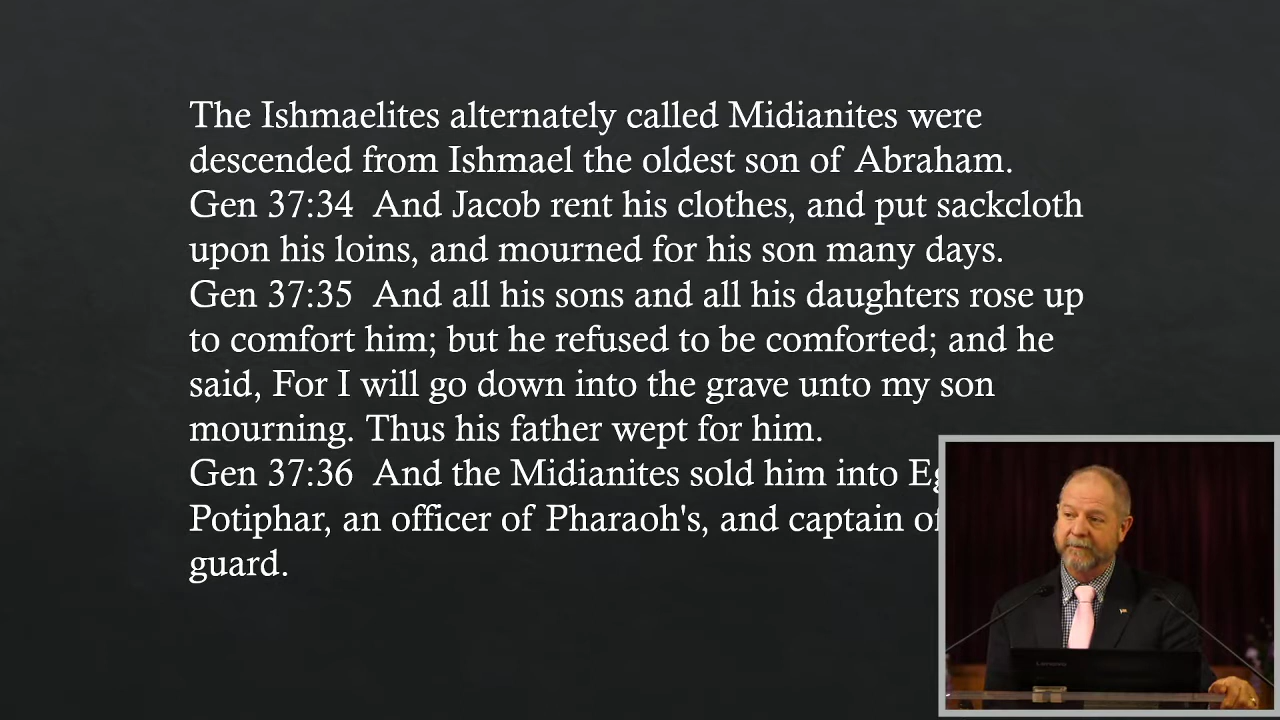 The Ishmaelites alternately called Midianites were
descended from Ishmael the oldest son of Abraham.
Gen 37:34 And Jacob rent his clothes, and put sackcloth
upon his loins, and mourned for his son many days.
Gen 37:35 And all his sons and all his daughters rose up
to comfort him; but he refused to be comforted; and he
said, For I will go down into the grave unto my son
mourning. Thus his father wept for him.
Gen 37:36 And the Midianites sold him into
Potiphar, an officer of Pharaoh's, and captain of
guard.
Lenovo